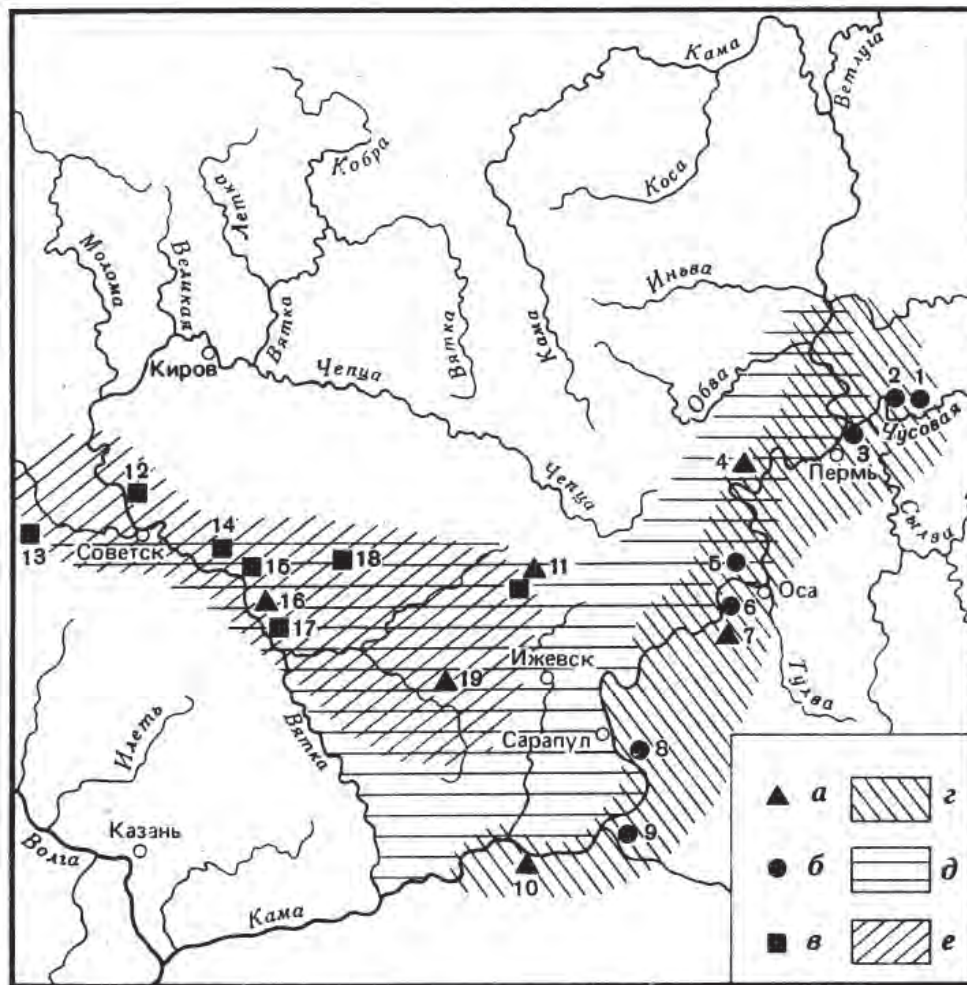 Кама
Ветлуга
Кобра
Коса
Летка
Молома
Великая
Иньва
Вятка
Вятка
Кама
Киров
Чепца
Обва
2 1
Чусовая
3
4
Пермь
Чепца
Сылва
12
13
14
Советск
15
18
11
5
Оса
16
6
17
7
Ижевск
19
Тулва
Сарапул
Вятка
8
Илеть
Казань
9
Волга
10
Кама
а г
б д
в е